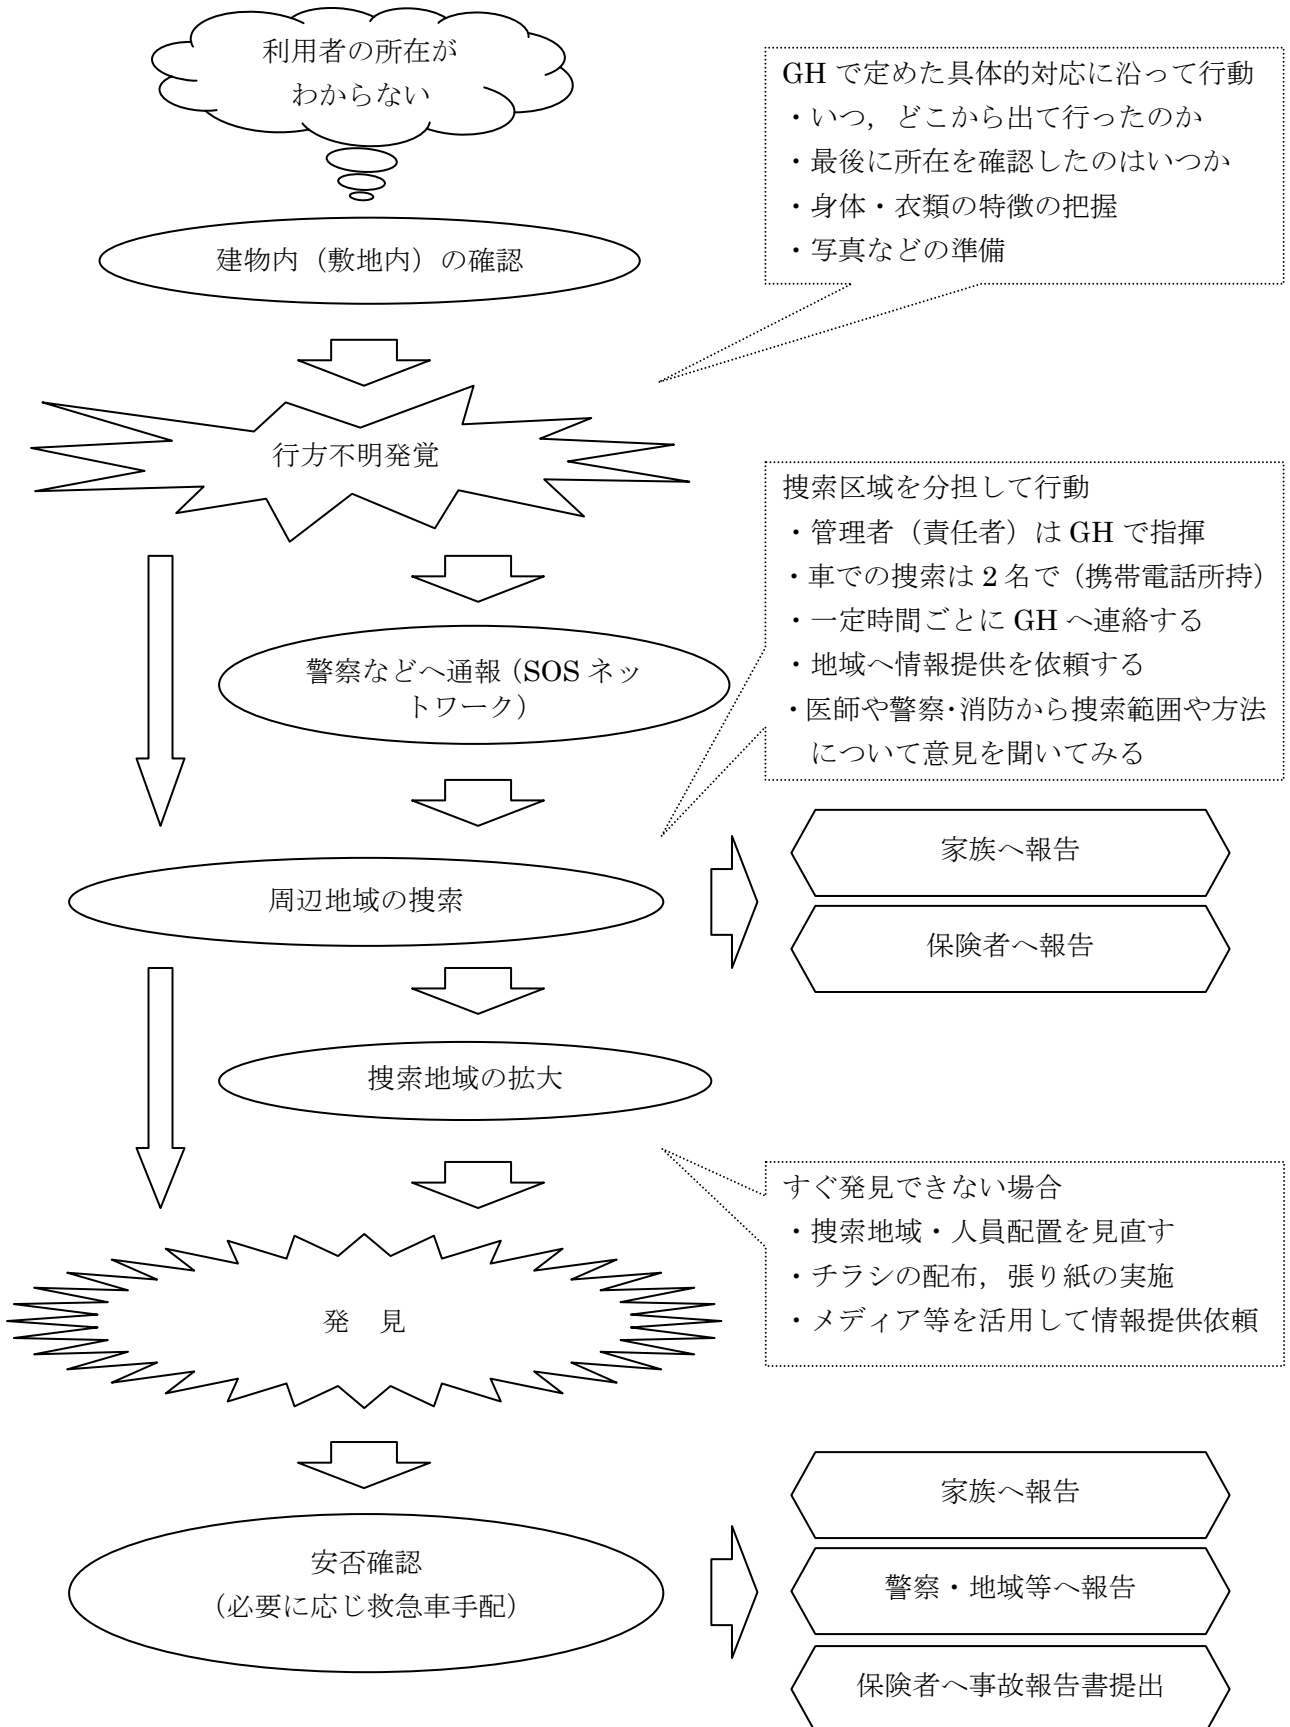 利用者の所在が
わからない
GH で定めた具体的対応に沿って行動
・いつ，どこから出て行ったのか
・最後に所在を確認したのはいつか
・身体・衣類の特徴の把握
・写真などの準備
建物内（敷地内）の確認
行方不明発覚
捜索区域を分担して行動
・管理者（責任者）は GH で指揮
・車での捜索は 2 名で（携帯電話所持）
・一定時間ごとに GH へ連絡する
・地域へ情報提供を依頼する
・医師や警察・消防から捜索範囲や方法
について意見を聞いてみる
警察などへ通報（SOS ネッ
トワーク）
周辺地域の捜索
家族へ報告
保険者へ報告
捜索地域の拡大
すぐ発見できない場合
・捜索地域・人員配置を見直す
・チラシの配布，張り紙の実施
・メディア等を活用して情報提供依頼
発　見
安否確認
（必要に応じ救急車手配）
家族へ報告
警察・地域等へ報告
保険者へ事故報告書提出